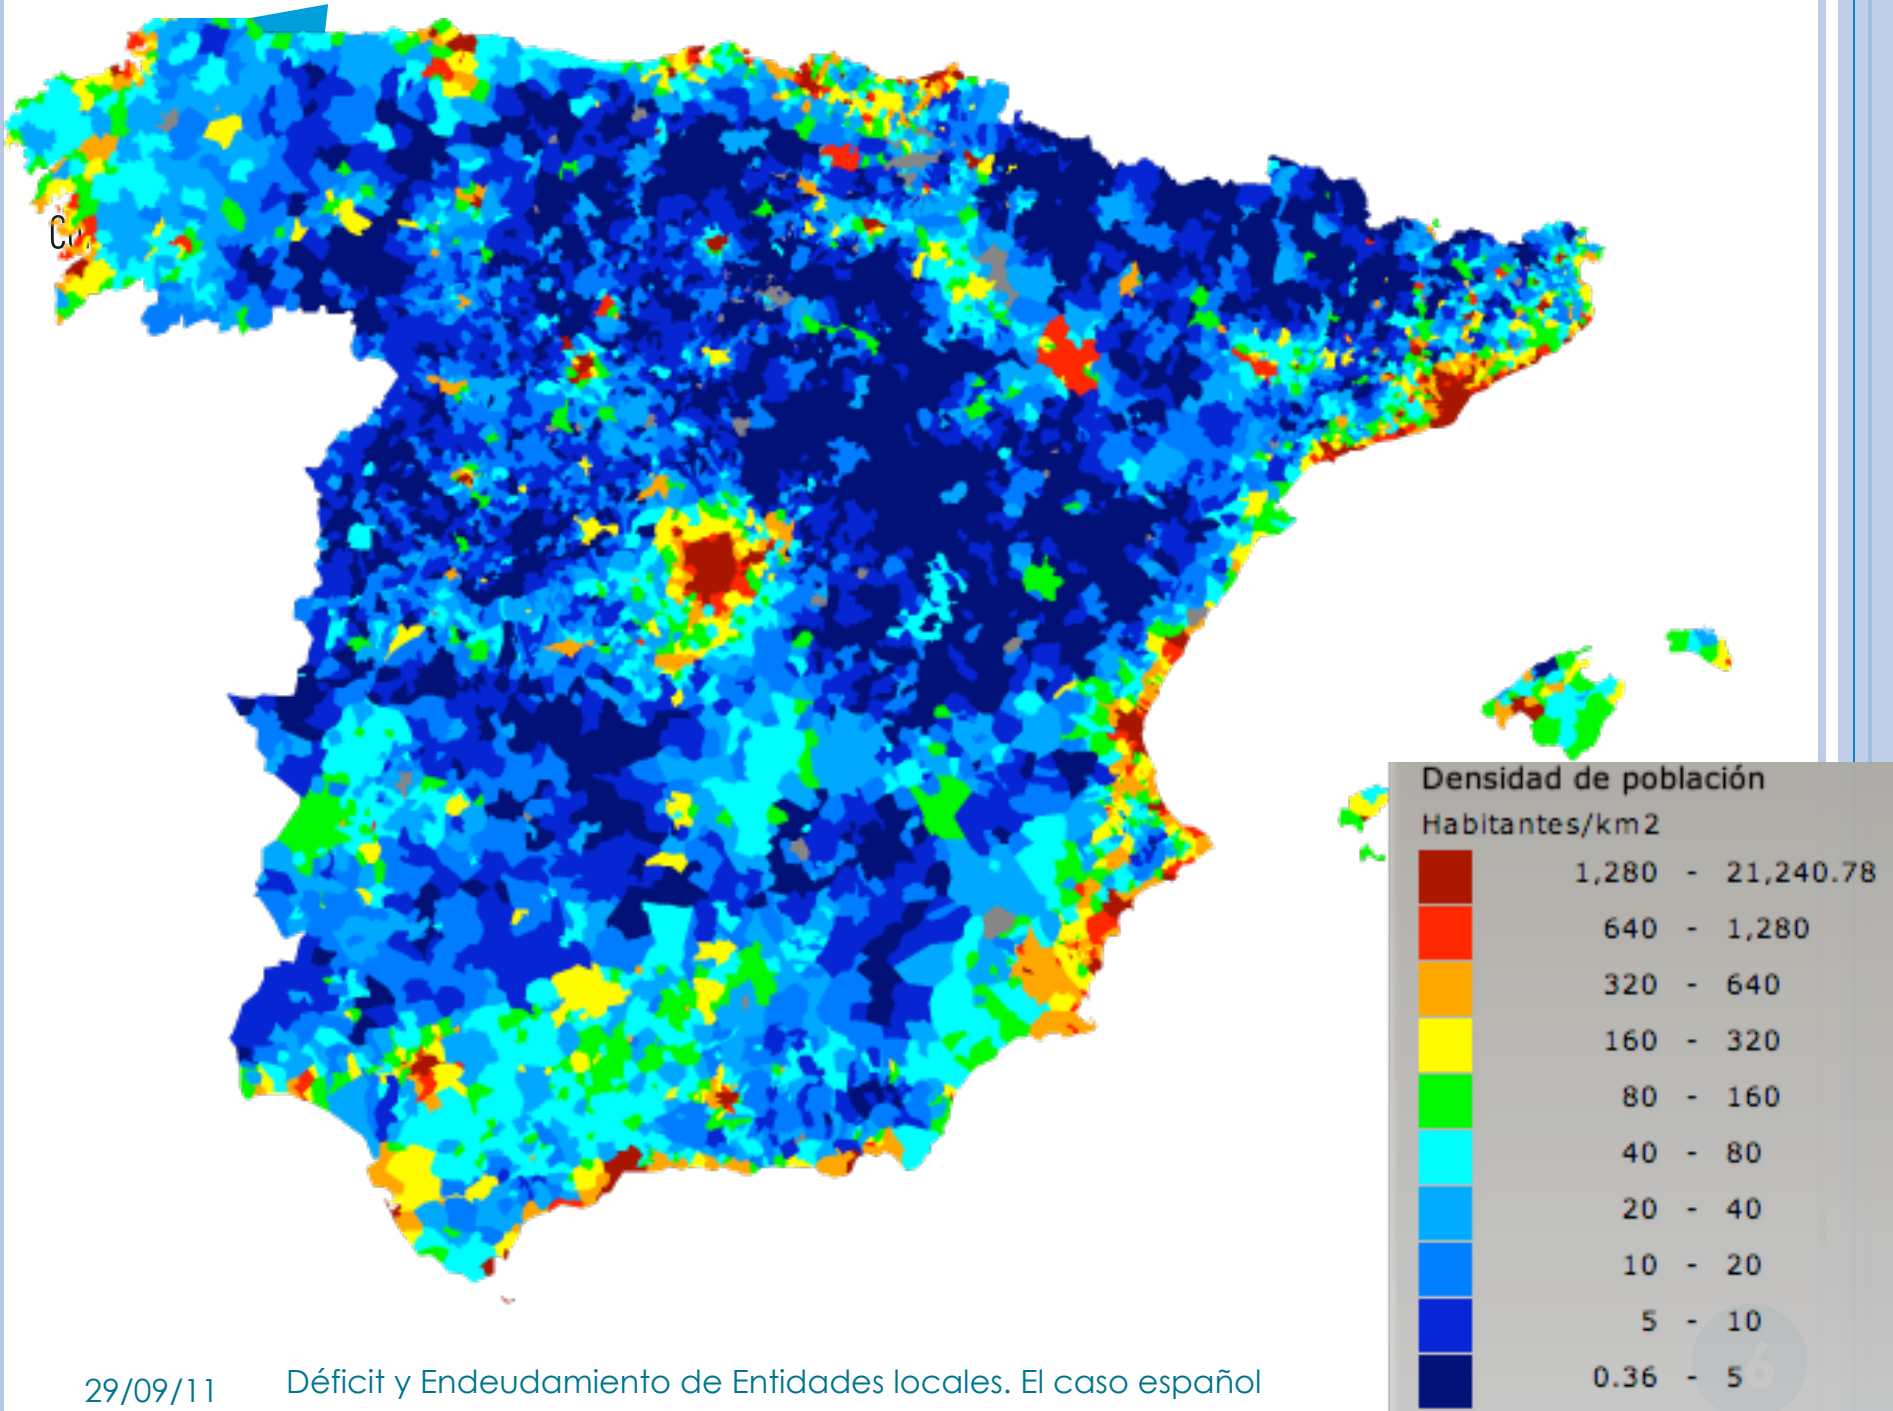 Densidad de población
Habitantes/km2
1,280 - 21,240.78
640 - 1,280
320 - 640
160 - 320
80 - 160
40 - 80
20 - 40
10 - 20
5 - 10
0.36 - 5
6
29/09/11
Déficit y Endeudamiento de Entidades locales. El caso español